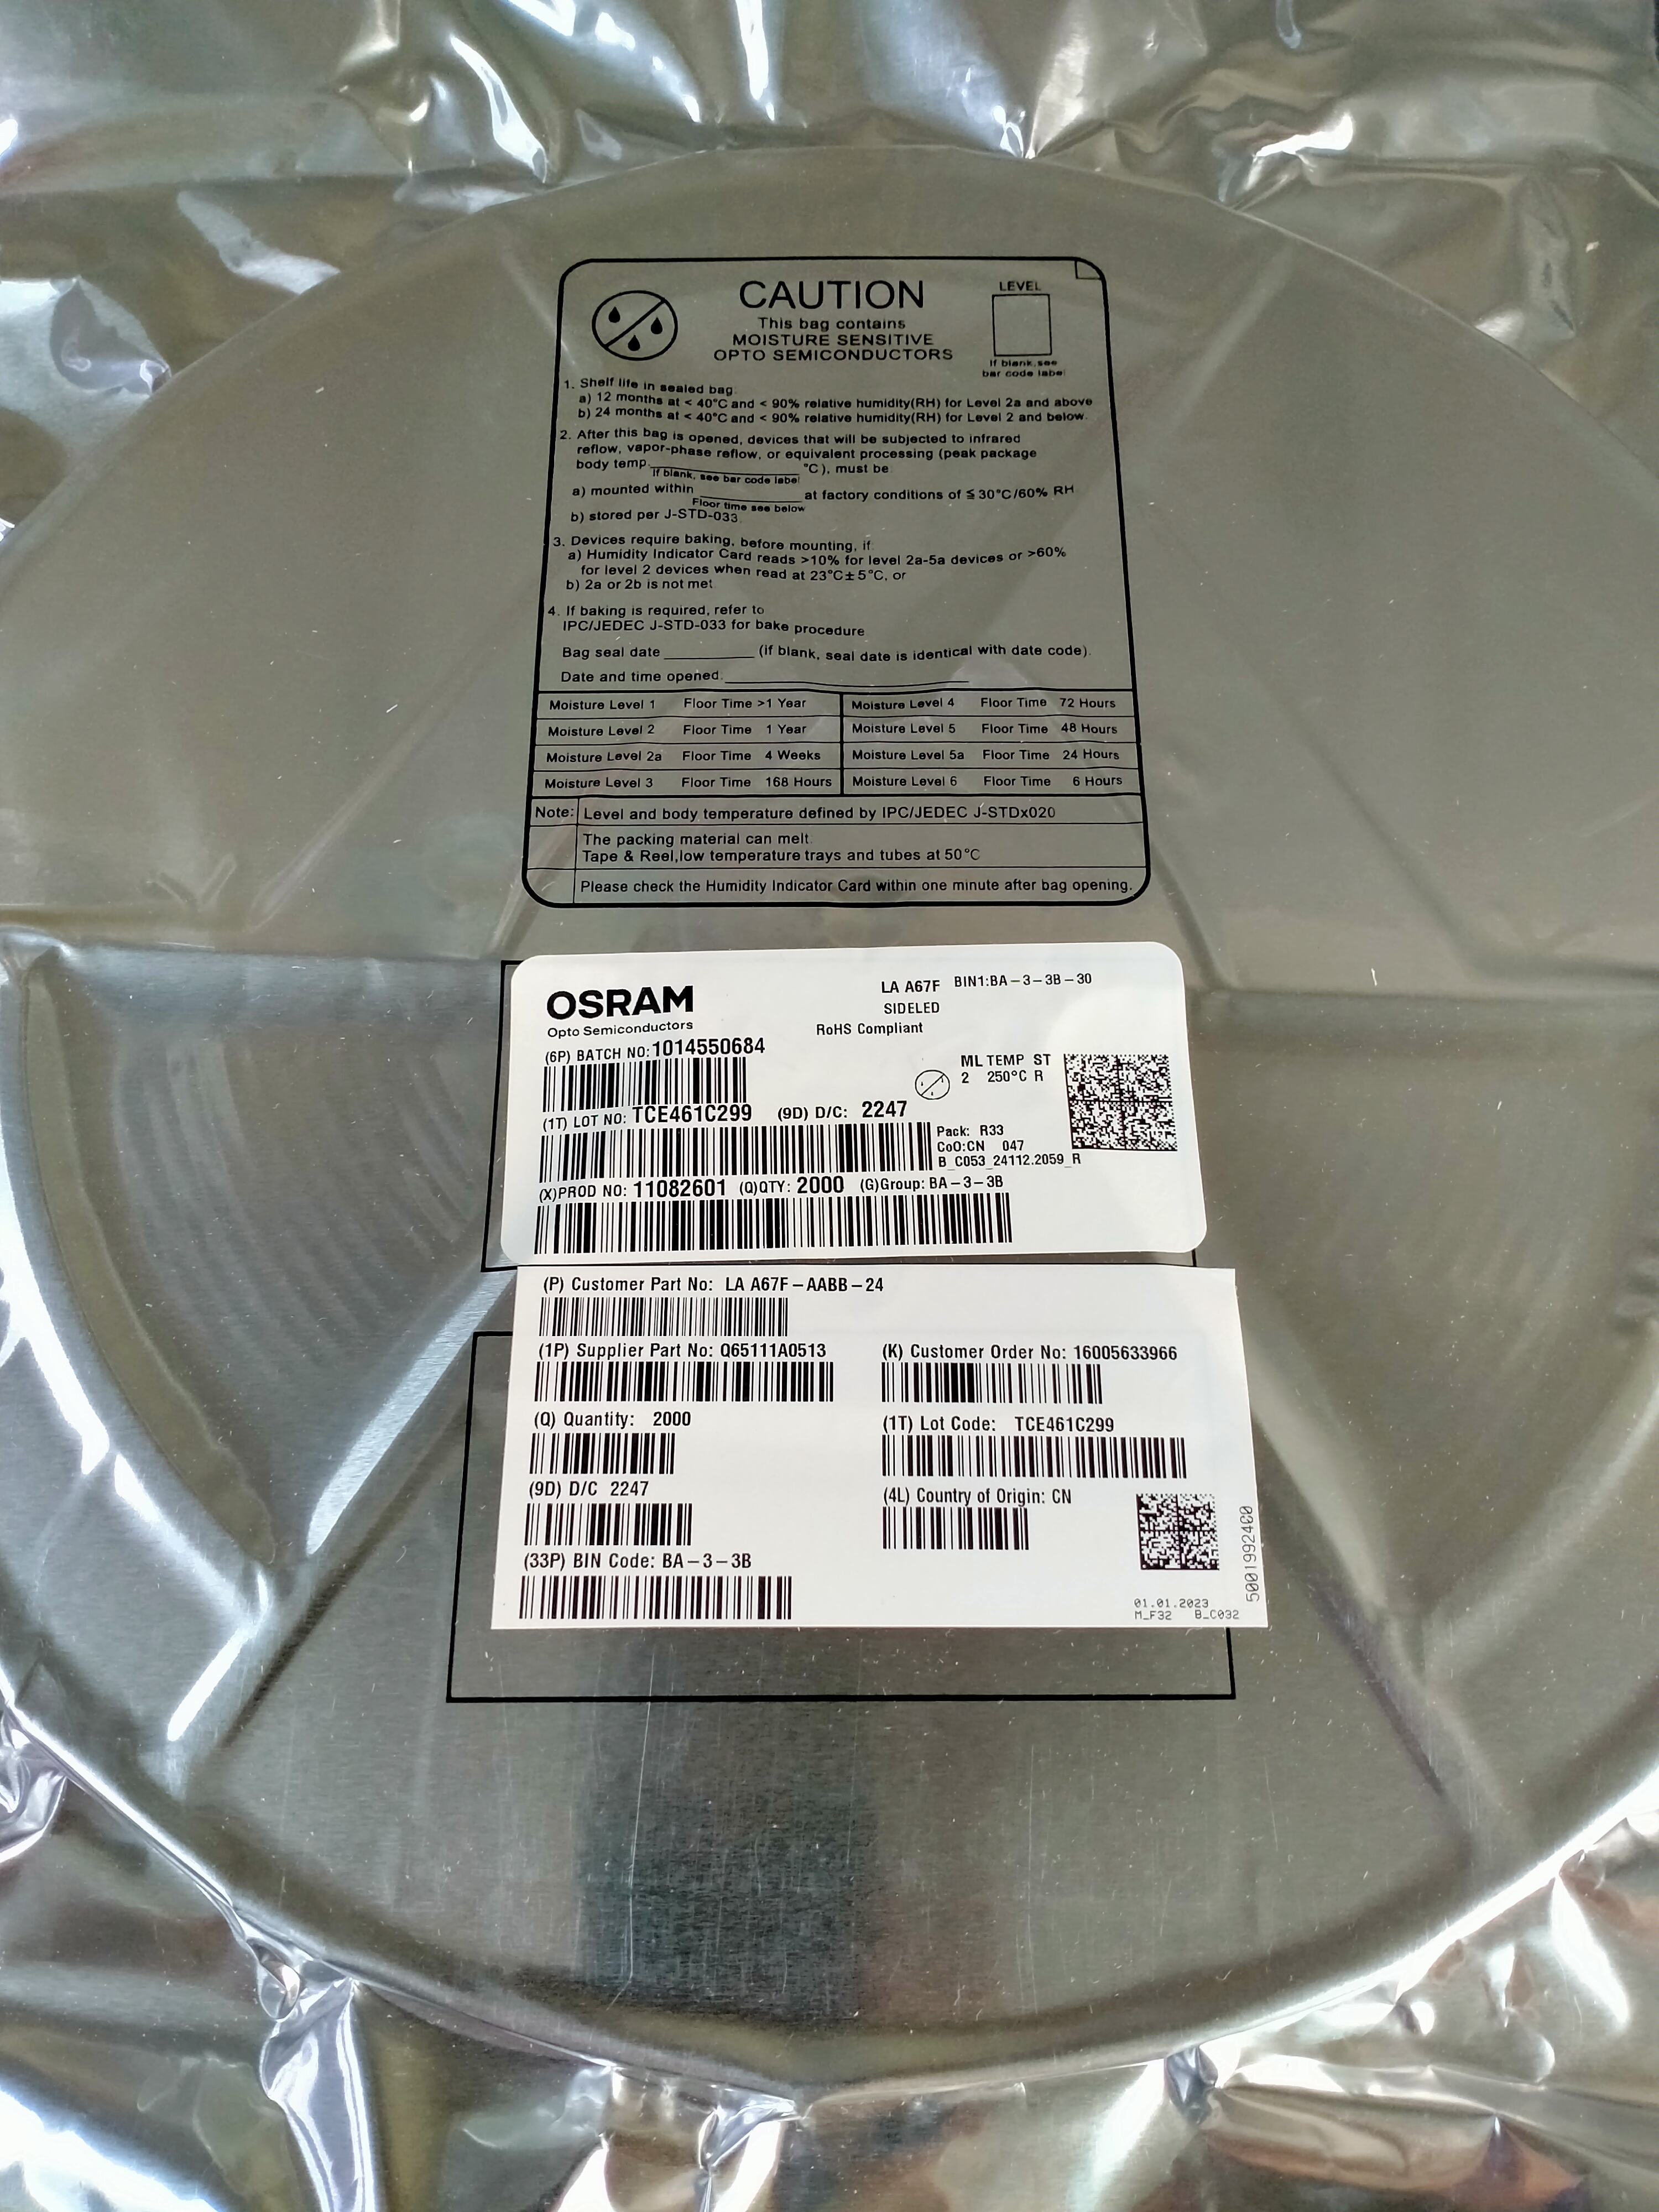 CAUTION
This bag contains
MOISTURE SENSITIVE
OPTO SEMICONDUCTORS
LEVEL
If blank,see
bar code label
1. Shelf life in sealed bag:
a) 12 months at < 40°C and < 90% relative humidity(RH) for Level 2a and above
b) 24 months at < 40°C and < 90% relative humidity(RH) for Level 2 and below.
2. After this bag is opened, devices that will be subjected to infrared
reflow, vapor-phase reflow, or equivalent processing (peak package
body temp.__________ °C), must be:
If blank, see bar code label
a) mounted within __________ at factory conditions of ≦ 30°C/60% RH
Floor time see below
b) stored per J-STD-033.
3. Devices require baking, before mounting, if:
a) Humidity Indicator Card reads >10% for level 2a-5a devices or >60%
for level 2 devices when read at 23°C± 5°C, or
b) 2a or 2b is not met.
4. If baking is required, refer to
IPC/JEDEC J-STD-033 for bake procedure
Bag seal date __________ (if blank, seal date is identical with date code).
Date and time opened:__________
Moisture Level 1 Floor Time >1 Year Moisture Level 4 Floor Time 72 Hours
Moisture Level 2 Floor Time 1 Year Moisture Level 5 Floor Time 48 Hours
Moisture Level 2a Floor Time 4 Weeks Moisture Level 5a Floor Time 24 Hours
Moisture Level 3 Floor Time 168 Hours Moisture Level 6 Floor Time 6 Hours
Note: Level and body temperature defined by IPC/JEDEC J-STDx020
The packing material can melt.
Tape & Reel,low temperature trays and tubes at 50°C
Please check the Humidity Indicator Card within one minute after bag opening.
OSRAM
Opto Semiconductors
LA A67F BIN1:BA-3-3B-30
SIDELED
RoHS Compliant
(6P) BATCH NO:1014550684
ML TEMP ST
2 250°C R
(1T) LOT NO: TCE461C299 (9D) D/C: 2247
Pack: R33
CoO:CN 047
B_C053_24112.2059_R
(X)PROD NO: 11082601 (Q)QTY: 2000 (G)Group: BA-3-3B
(P) Customer Part No: LA A67F-AABB-24
(1P) Supplier Part No: Q65111A0513
(K) Customer Order No: 16005633966
(Q) Quantity: 2000
(1T) Lot Code: TCE461C299
(9D) D/C 2247
(4L) Country of Origin: CN
(33P) BIN Code: BA-3-3B
5001992400
01.01.2023
M_F32 B_C032